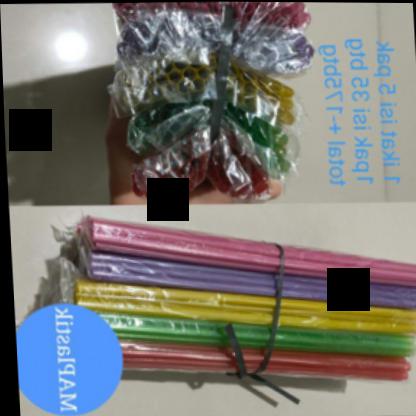 1 ikat isi 5 pak
1pak isi 35 btg
total +-175btg
MAPlastik